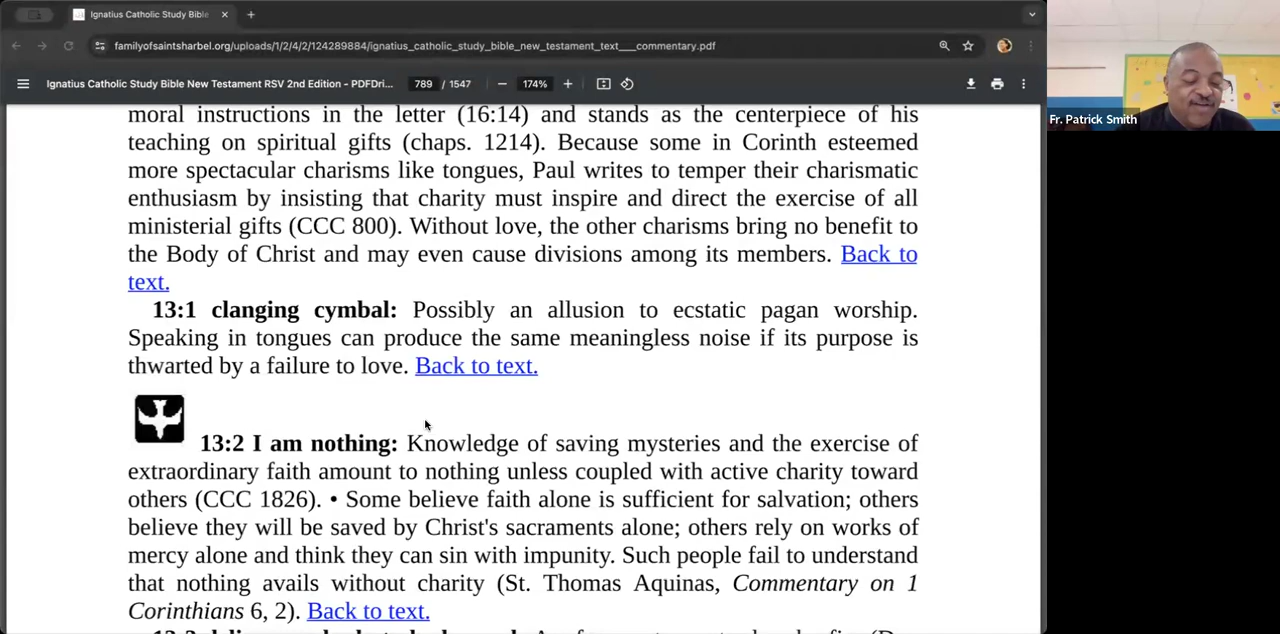 Ignatius Catholic Study Bible
familyofsaintsharbel.org/uploads/1/2/4/2/124289884/ignatius_catholic_study_bible_new_testament_text___commentary.pdf
Ignatius Catholic Study Bible New Testament RSV 2nd Edition - PDFDri... 789 / 1547 174%
Fr. Patrick Smith
moral instructions in the letter (16:14) and stands as the centerpiece of his
teaching on spiritual gifts (chaps. 1214). Because some in Corinth esteemed
more spectacular charisms like tongues, Paul writes to temper their charismatic
enthusiasm by insisting that charity must inspire and direct the exercise of all
ministerial gifts (CCC 800). Without love, the other charisms bring no benefit to
the Body of Christ and may even cause divisions among its members. Back to
text.
13:1 clanging cymbal: Possibly an allusion to ecstatic pagan worship.
Speaking in tongues can produce the same meaningless noise if its purpose is
thwarted by a failure to love. Back to text.
13:2 I am nothing: Knowledge of saving mysteries and the exercise of
extraordinary faith amount to nothing unless coupled with active charity toward
others (CCC 1826). • Some believe faith alone is sufficient for salvation; others
believe they will be saved by Christ's sacraments alone; others rely on works of
mercy alone and think they can sin with impunity. Such people fail to understand
that nothing avails without charity (St. Thomas Aquinas, Commentary on 1
Corinthians 6, 2). Back to text.